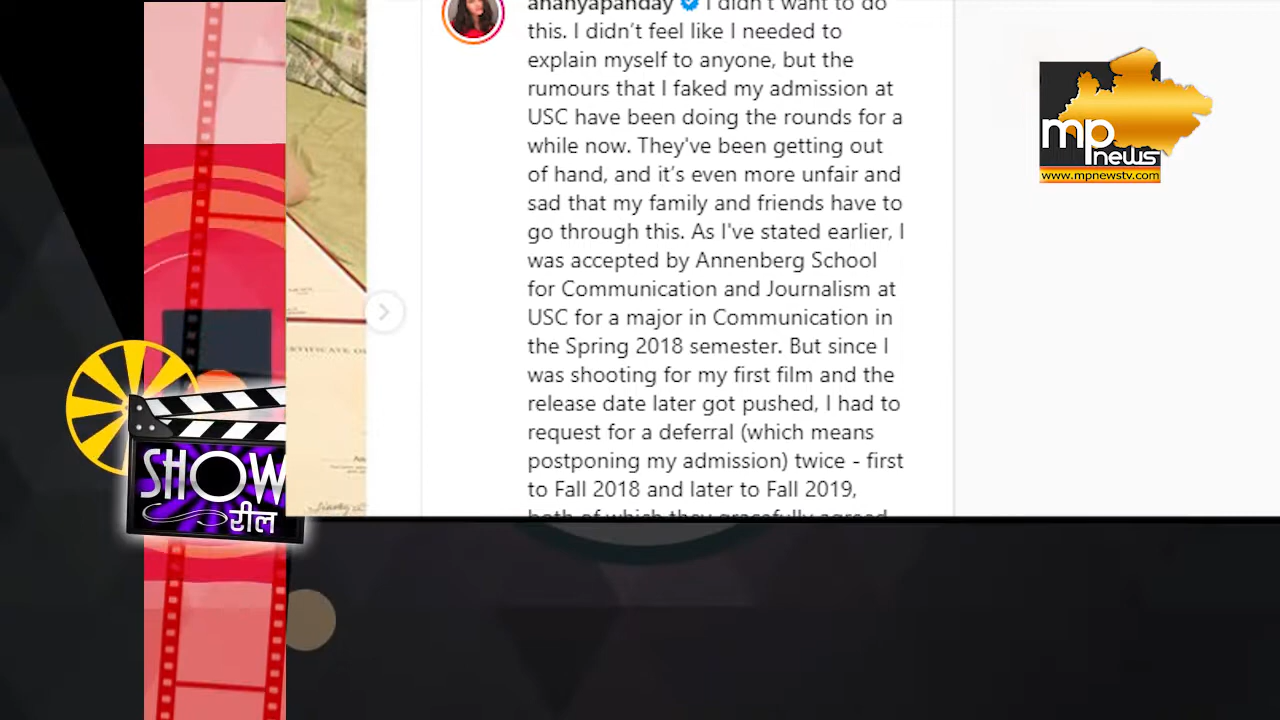 ananyapanday I didn't want to do
this. I didn't feel like I needed to
explain myself to anyone, but the
rumours that I faked my admission at
USC have been doing the rounds for a
while now. They've been getting out
of hand, and it's even more unfair and
sad that my family and friends have to
go through this. As I've stated earlier, I
was accepted by Annenberg School
for Communication and Journalism at
USC for a major in Communication in
the Spring 2018 semester. But since I
was shooting for my first film and the
release date later got pushed, I had to
request for a deferral (which means
postponing my admission) twice - first
to Fall 2018 and later to Fall 2019,
both of which they gracefully agreed
mp
news
www.mpnewstv.com
SHOW
रील